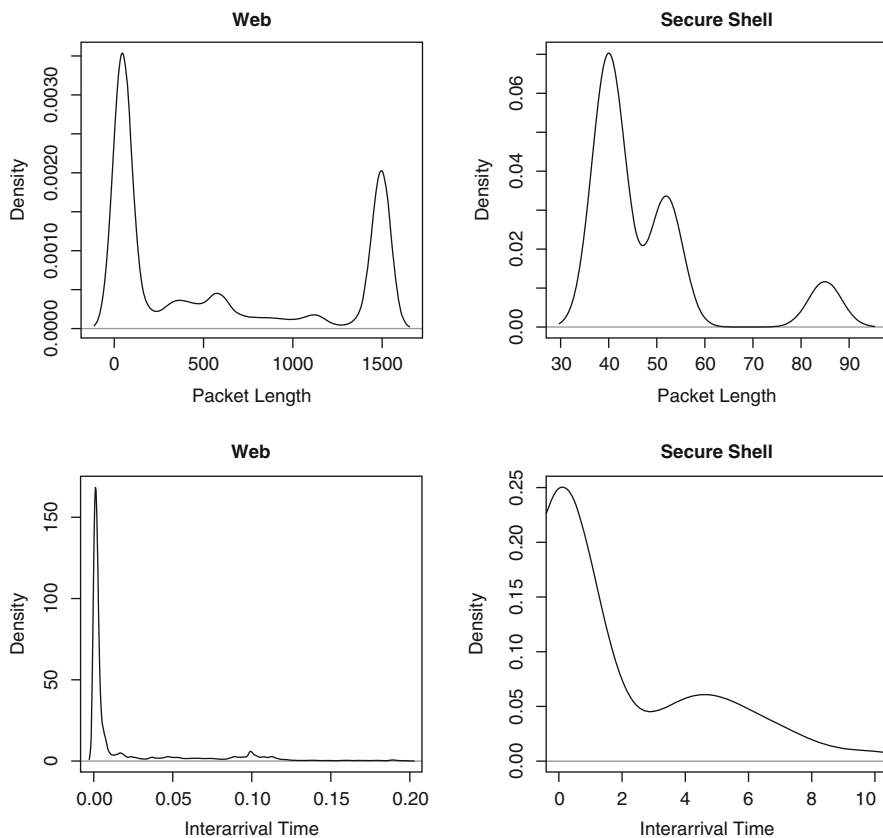 Web
Density
0.0000 0.0010 0.0020 0.0030
0 500 1000 1500
Packet Length
Secure Shell
Density
0.00 0.02 0.04 0.06
30 40 50 60 70 80 90
Packet Length
Web
Density
0 50 100 150
0.00 0.05 0.10 0.15 0.20
Interarrival Time
Secure Shell
Density
0.00 0.05 0.10 0.15 0.20 0.25
0 2 4 6 8 10
Interarrival Time